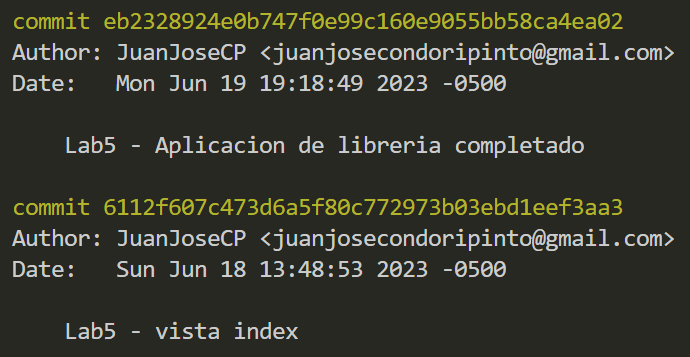 commit eb2328924e0b747f0e99c160e9055bb58ca4ea02
Author: JuanJoseCP <juanjosecondoripinto@gmail.com>
Date:   Mon Jun 19 19:18:49 2023 -0500
Lab5 - Aplicacion de libreria completado
commit 6112f607c473d6a5f80c772973b03ebd1eef3aa3
Author: JuanJoseCP <juanjosecondoripinto@gmail.com>
Date:   Sun Jun 18 13:48:53 2023 -0500
Lab5 - vista index